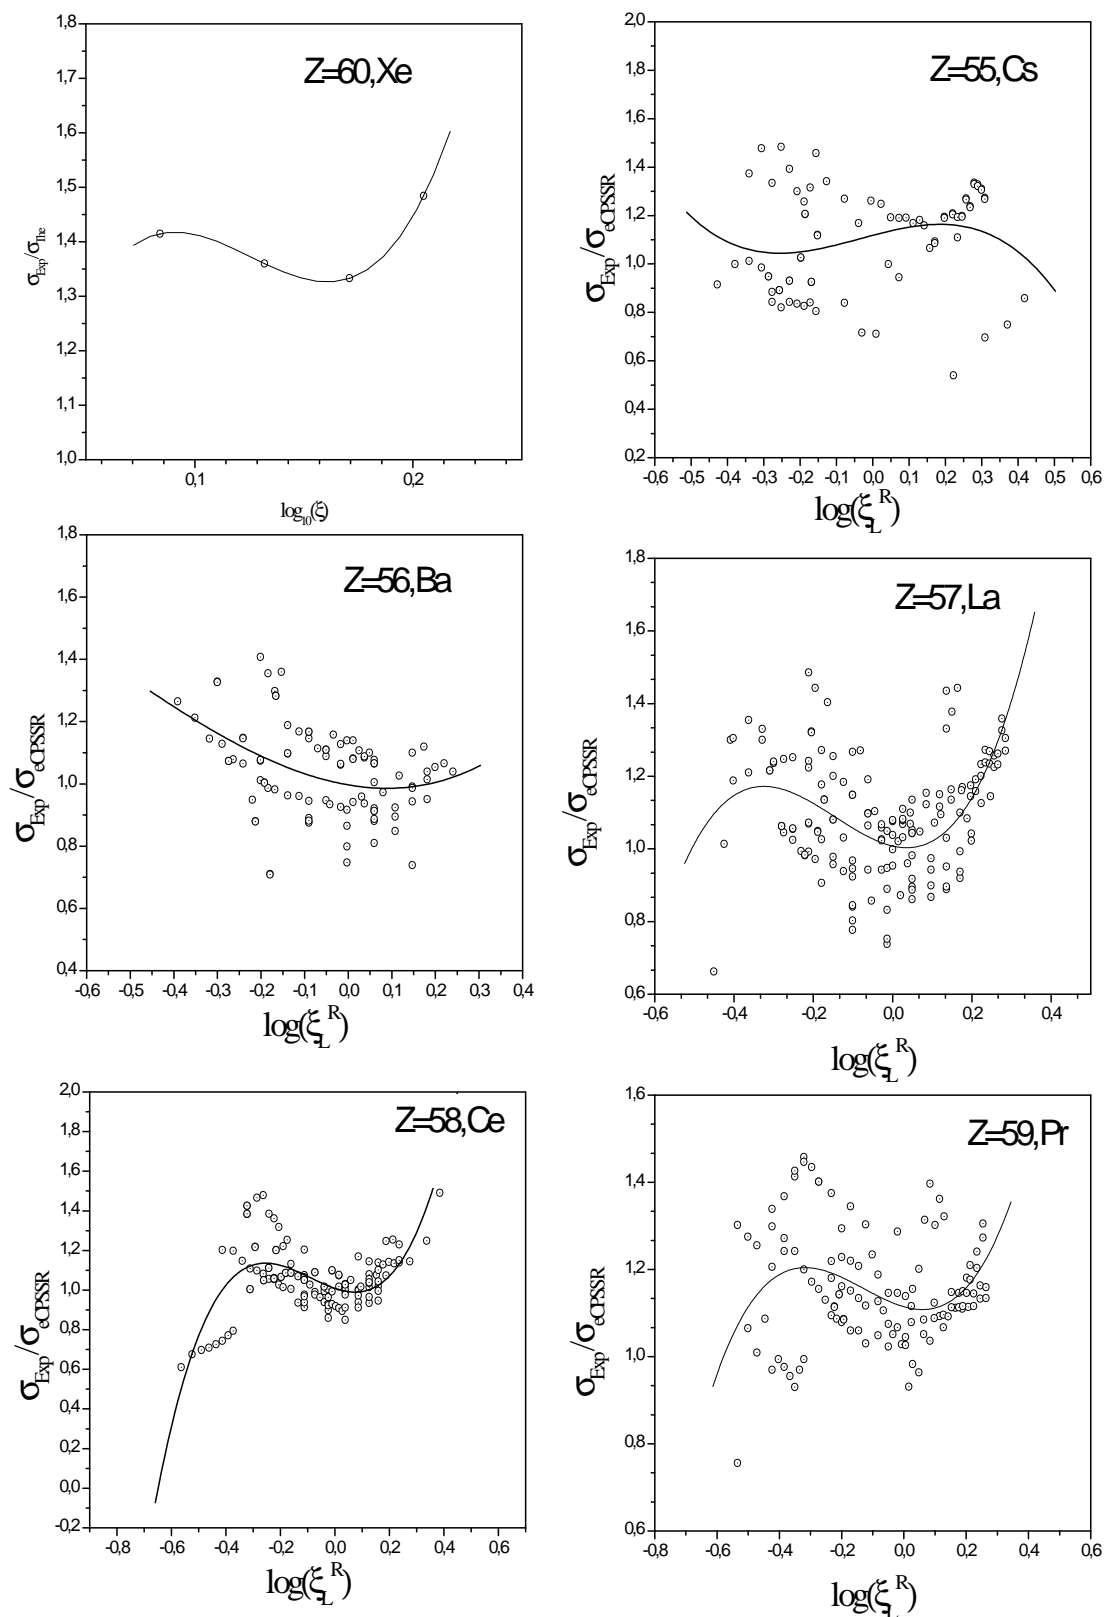 1,8
1,7
1,6
1,5
1,4
1,3
1,2
1,1
1,0
σExp/σThe
Z=60,Xe
0,1 0,2
log10(ξ)
2,0
1,8
1,6
1,4
1,2
1,0
0,8
0,6
0,4
0,2
σExp/σeCPSSR
Z=55,Cs
-0,6 -0,5 -0,4 -0,3 -0,2 -0,1 0,0 0,1 0,2 0,3 0,4 0,5 0,6
log(ξLR)
1,8
1,6
1,4
1,2
1,0
0,8
0,6
0,4
σExp/σeCPSSR
Z=56,Ba
-0,6 -0,5 -0,4 -0,3 -0,2 -0,1 0,0 0,1 0,2 0,3 0,4
log(ξLR)
1,8
1,6
1,4
1,2
1,0
0,8
0,6
σExp/σeCPSSR
Z=57,La
-0,6 -0,4 -0,2 0,0 0,2 0,4
log(ξLR)
2,0
1,8
1,6
1,4
1,2
1,0
0,8
0,6
0,4
0,2
0,0
-0,2
σExp/σeCPSSR
Z=58,Ce
-0,8 -0,6 -0,4 -0,2 0,0 0,2 0,4 0,6
log(ξLR)
1,6
1,4
1,2
1,0
0,8
0,6
σExp/σeCPSSR
Z=59,Pr
-0,8 -0,6 -0,4 -0,2 0,0 0,2 0,4 0,6
log(ξLR)